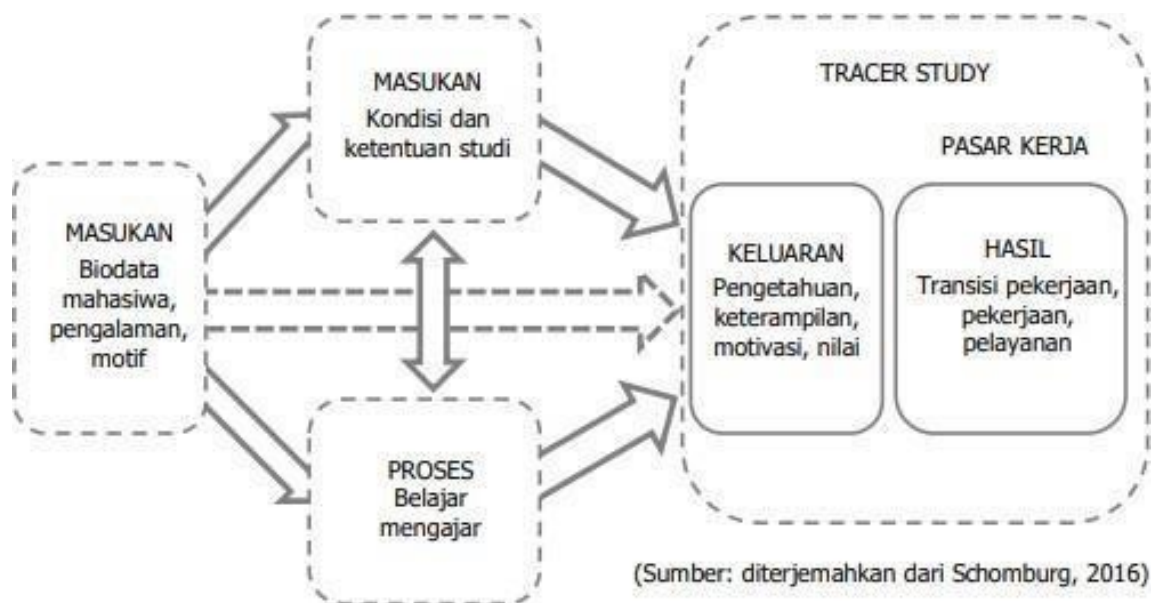 MASUKAN
Biodata
mahasiwa,
pengalaman,
motif
MASUKAN
Kondisi dan
ketentuan studi
PROSES
Belajar
mengajar
TRACER STUDY
PASAR KERJA
KELUARAN
Pengetahuan,
keterampilan,
motivasi, nilai
HASIL
Transisi pekerjaan,
pekerjaan,
pelayanan
(Sumber: diterjemahkan dari Schomburg, 2016)